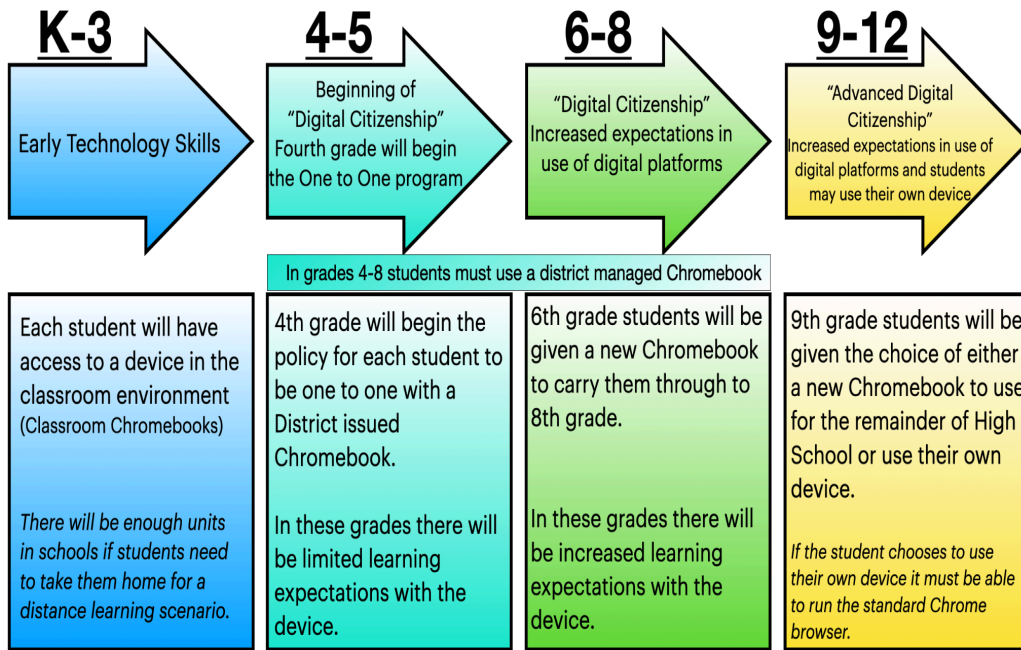 K-3
Early Technology Skills
4-5
Beginning of
“Digital Citizenship”
Fourth grade will begin
the One to One program
6-8
“Digital Citizenship”
Increased expectations in
use of digital platforms
9-12
“Advanced Digital
Citizenship”
Increased expectations in use of
digital platforms and students
may use their own device
In grades 4-8 students must use a district managed Chromebook
Each student will have
access to a device in the
classroom environment
(Classroom Chromebooks)
There will be enough units
in schools if students need
to take them home for a
distance learning scenario.
4th grade will begin the
policy for each student to
be one to one with a
District issued
Chromebook.
In these grades there will
be limited learning
expectations with the
device.
6th grade students will be
given a new Chromebook
to carry them through to
8th grade.
In these grades there will
be increased learning
expectations with the
device.
9th grade students will be
given the choice of either
a new Chromebook to use
for the remainder of High
School or use their own
device.
If the student chooses to use
their own device it must be able
to run the standard Chrome
browser.